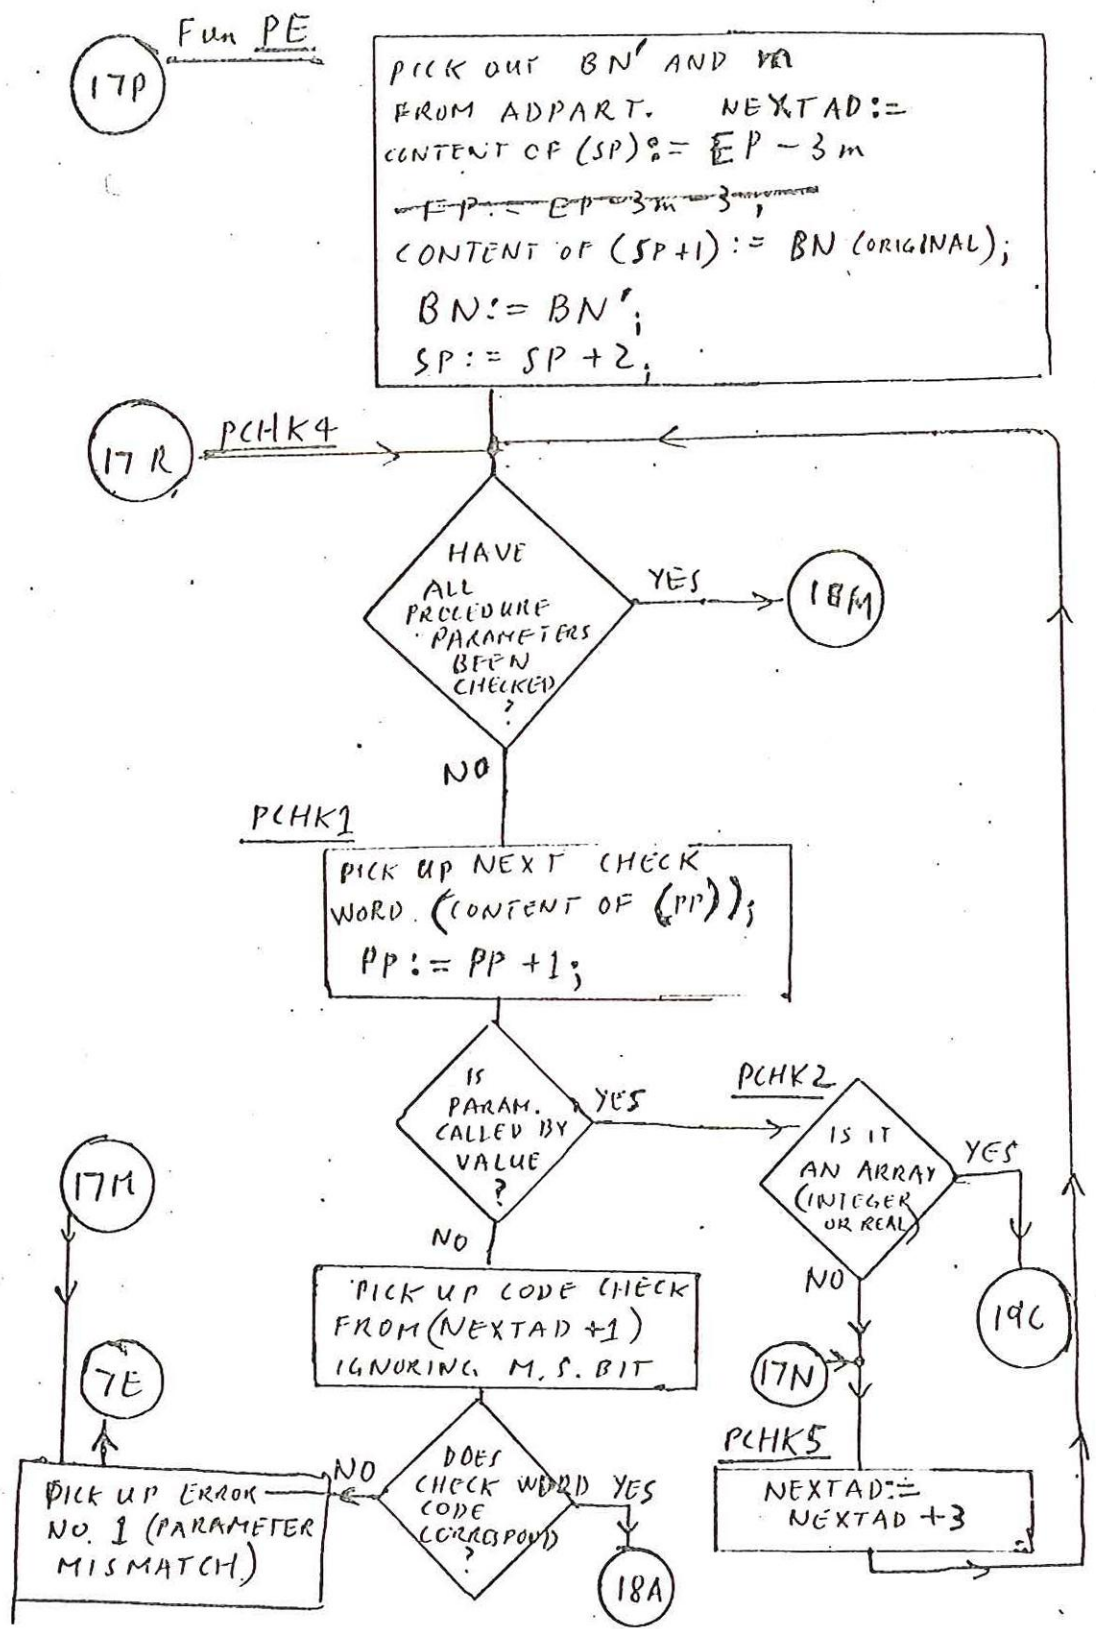 Fun PE
17P
PICK OUT BN' AND m
FROM ADPART. NEXTAD:=
CONTENT OF (SP):= EP - 3m
EP:= EP-3m-3;
CONTENT OF (SP+1) := BN (ORIGINAL);
BN:= BN';
SP:= SP + 2;
17R
PCHK4
HAVE
ALL
PROCEDURE
PARAMETERS
BEEN
CHECKED
?
YES
18M
NO
PCHK1
PICK UP NEXT CHECK
WORD. (CONTENT OF (PP));
PP:= PP + 1;
IS
PARAM.
CALLED BY
VALUE
?
YES
PCHK2
IS IT
AN ARRAY
(INTEGER
OR REAL)
YES
19C
17M
NO
NO
PICK UP CODE CHECK
FROM (NEXTAD +1)
IGNORING M.S. BIT
17N
7E
PCHK5
NEXTAD:=
NEXTAD +3
DOES
CHECK WORD
CODE
CORRESPOND
?
NO
YES
18A
PICK UP ERROR
NO. 1 (PARAMETER
MISMATCH.)